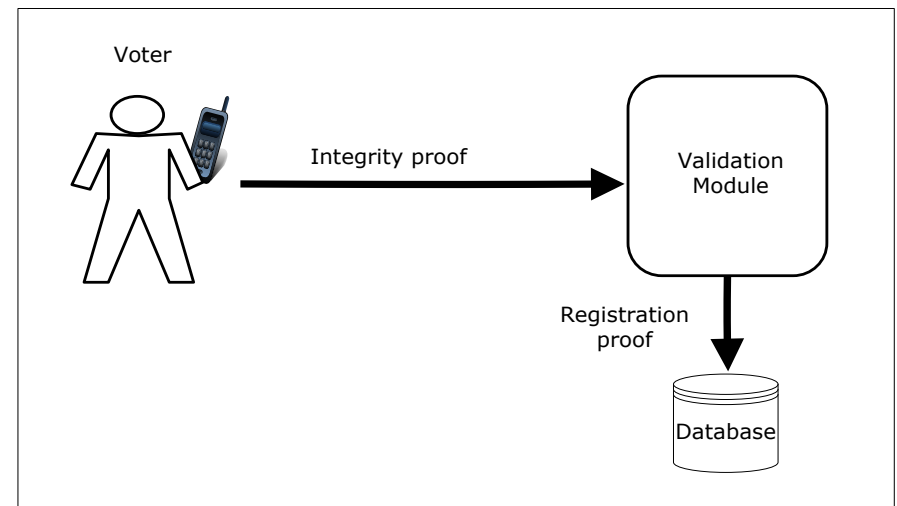 Voter
Integrity proof
Validation
Module
Registration
proof
Database